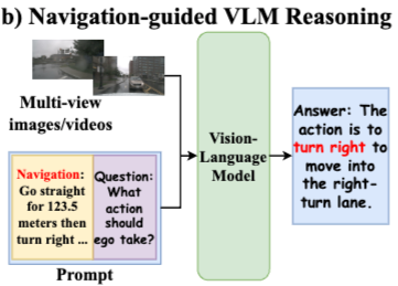 b) Navigation-guided VLM Reasoning
Multi-view
images/videos
Navigation:
Go straight
for 123.5
meters then
turn right ...
Question:
What
action
should
ego take?
Prompt
Vision-
Language
Model
Answer: The
action is to
turn right to
move into
the right-
turn lane.